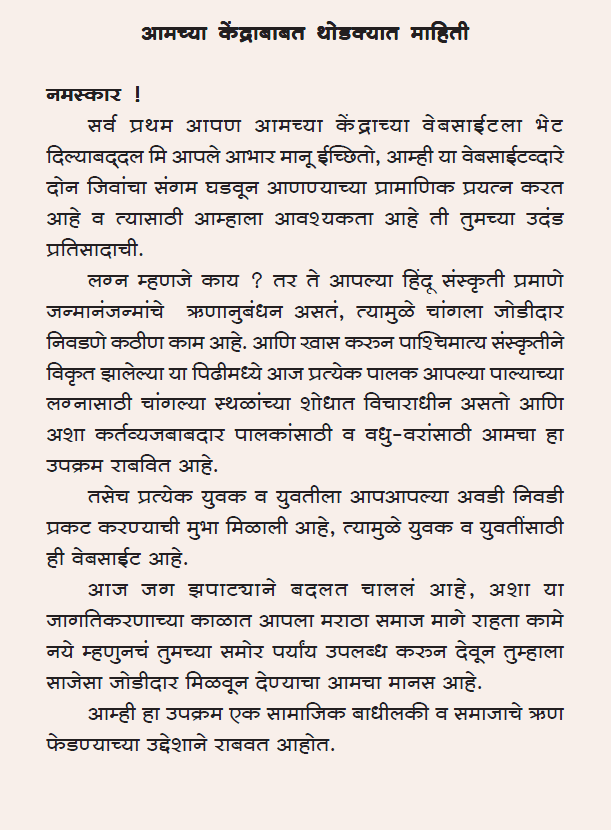 आमच्या केंद्राबाबत थोडक्यात माहिती
नमस्कार !
सर्व प्रथम आपण आमच्या केंद्राच्या वेबसाईटला भेट
दिल्याबद्दल मि आपले आभार मानू ईच्छितो, आम्ही या वेबसाईटव्दारे
दोन जिवांचा संगम घडवून आणण्याच्या प्रामाणिक प्रयत्न करत
आहे व त्यासाठी आम्हाला आवश्यकता आहे ती तुमच्या उदंड
प्रतिसादाची.
लग्न म्हणजे काय ? तर ते आपल्या हिंदू संस्कृती प्रमाणे
जन्मानंजन्मांचे ऋणानुबंधन असतं, त्यामुळे चांगला जोडीदार
निवडणे कठीण काम आहे. आणि खास करुन पाश्चिमात्य संस्कृतीने
विकृत झालेल्या या पिढीमध्ये आज प्रत्येक पालक आपल्या पाल्याच्या
लग्नासाठी चांगल्या स्थळांच्या शोधात विचाराधीन असतो आणि
अशा कर्तव्यजबाबदार पालकांसाठी व वधु-वरांसाठी आमचा हा
उपक्रम राबवित आहे.
तसेच प्रत्येक युवक व युवतीला आपआपल्या अवडी निवडी
प्रकट करण्याची मुभा मिळाली आहे, त्यामुळे युवक व युवतींसाठी
ही वेबसाईट आहे.
आज जग झपाट्याने बदलत चाललं आहे, अशा या
जागतिकरणाच्या काळात आपला मराठा समाज मागे राहता कामे
नये म्हणुनचं तुमच्या समोर पर्यांय उपलब्ध करुन देवून तुम्हाला
साजेसा जोडीदार मिळवून देण्याचा आमचा मानस आहे.
आम्ही हा उपक्रम एक सामाजिक बाधीलकी व समाजाचे ऋण
फेडण्याच्या उद्देशाने राबवत आहोत.